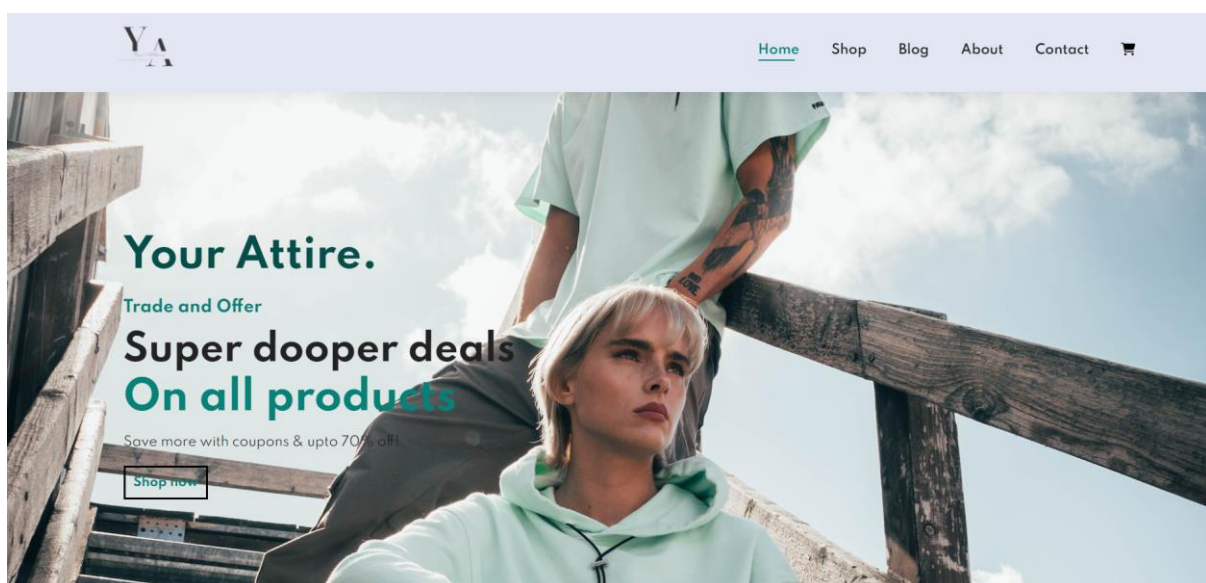 YA
Home Shop Blog About Contact
Your Attire.
Trade and Offer
Super dooper deals
On all products
Save more with coupons & upto 70% off!
Shop now
LOVE